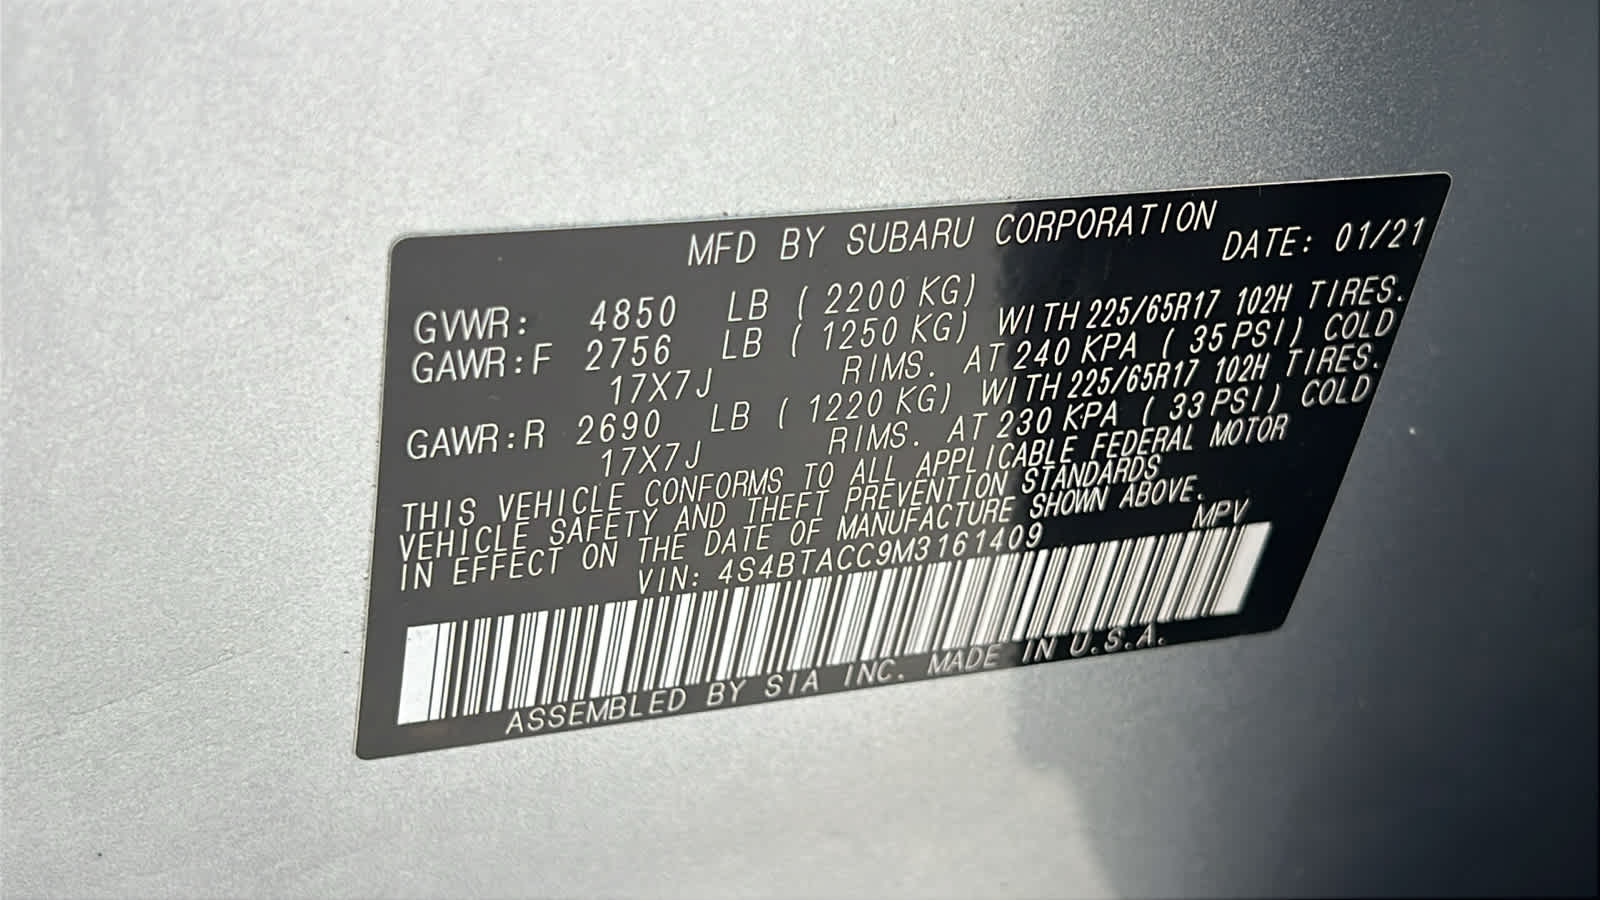 MFD BY SUBARU CORPORATION DATE: 01/21
GVWR: 4850 LB ( 2200 KG)
GAWR:F 2756 LB ( 1250 KG) WITH 225/65R17 102H TIRES.
17X7J RIMS. AT 240 KPA ( 35 PSI) COLD
GAWR:R 2690 LB ( 1220 KG) WITH 225/65R17 102H TIRES.
17X7J RIMS. AT 230 KPA ( 33 PSI) COLD
THIS VEHICLE CONFORMS TO ALL APPLICABLE FEDERAL MOTOR
VEHICLE SAFETY AND THEFT PREVENTION STANDARDS
IN EFFECT ON THE DATE OF MANUFACTURE SHOWN ABOVE.
VIN: 4S4BTACC9M3161409 MPV
ASSEMBLED BY SIA INC. MADE IN U.S.A.